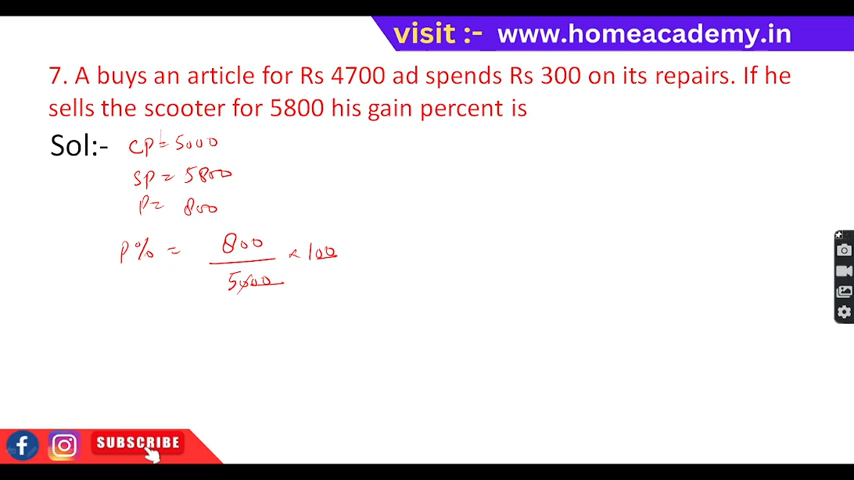 visit :- www.homeacademy.in
7. A buys an article for Rs 4700 ad spends Rs 300 on its repairs. If he
sells the scooter for 5800 his gain percent is
Sol:- CP = 5000
SP = 5800
P = 800
P% = 800/5000 × 100
SUBSCRIBE